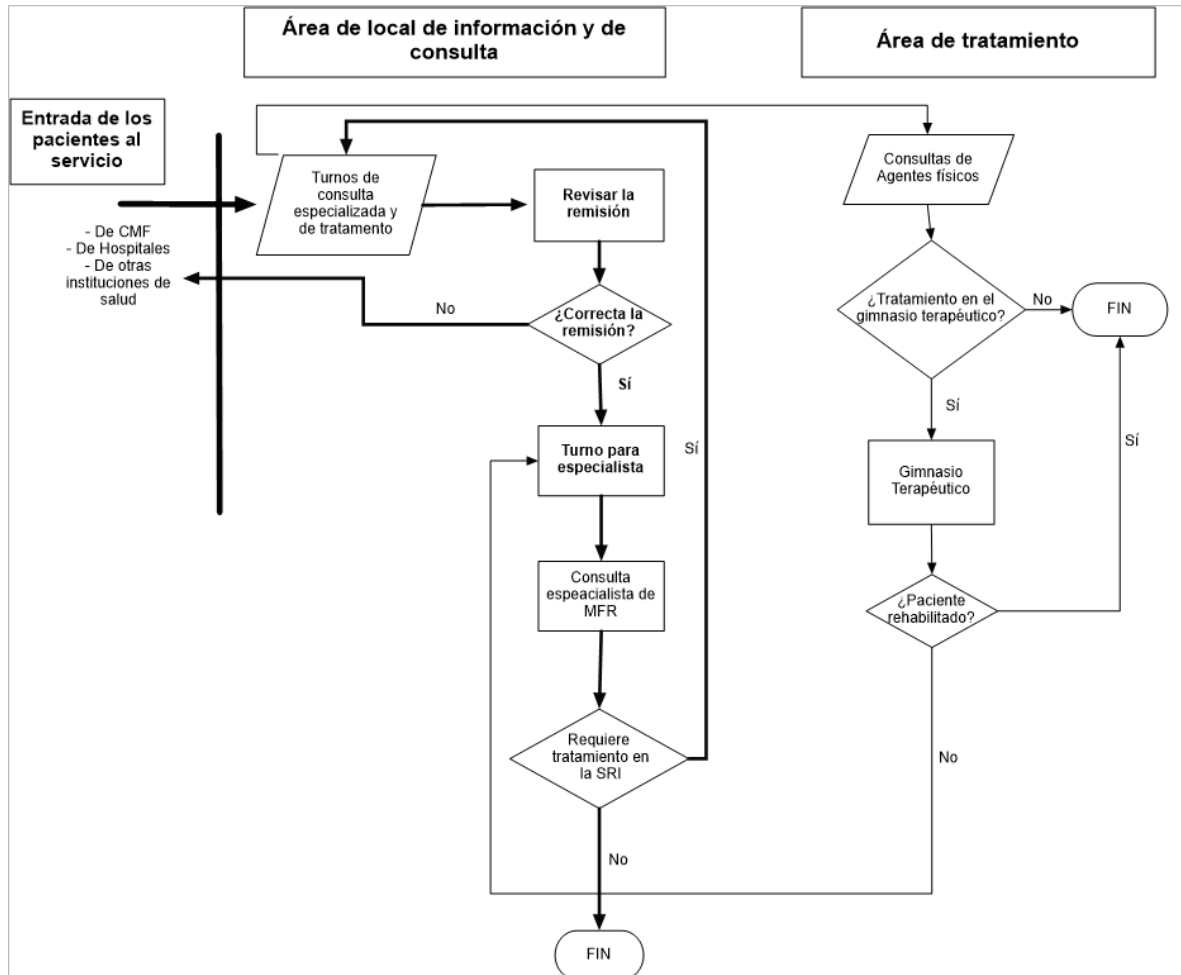 Área de local de información y de
consulta
Área de tratamiento
Entrada de los
pacientes al
servicio
- De CMF
- De Hospitales
- De otras
instituciones de
salud
Turnos de
consulta
especializada y
de tratamiento
Revisar la
remisión
No
¿Correcta la
remisión?
Sí
Turno para
especialista
Sí
Consulta
espeacialista de
MFR
Requiere
tratamiento en
la SRI
No
FIN
Consultas de
Agentes físicos
¿Tratamiento en el
gimnasio terapéutico?
No
FIN
Sí
Gimnasio
Terapéutico
Sí
¿Paciente
rehabilitado?
No